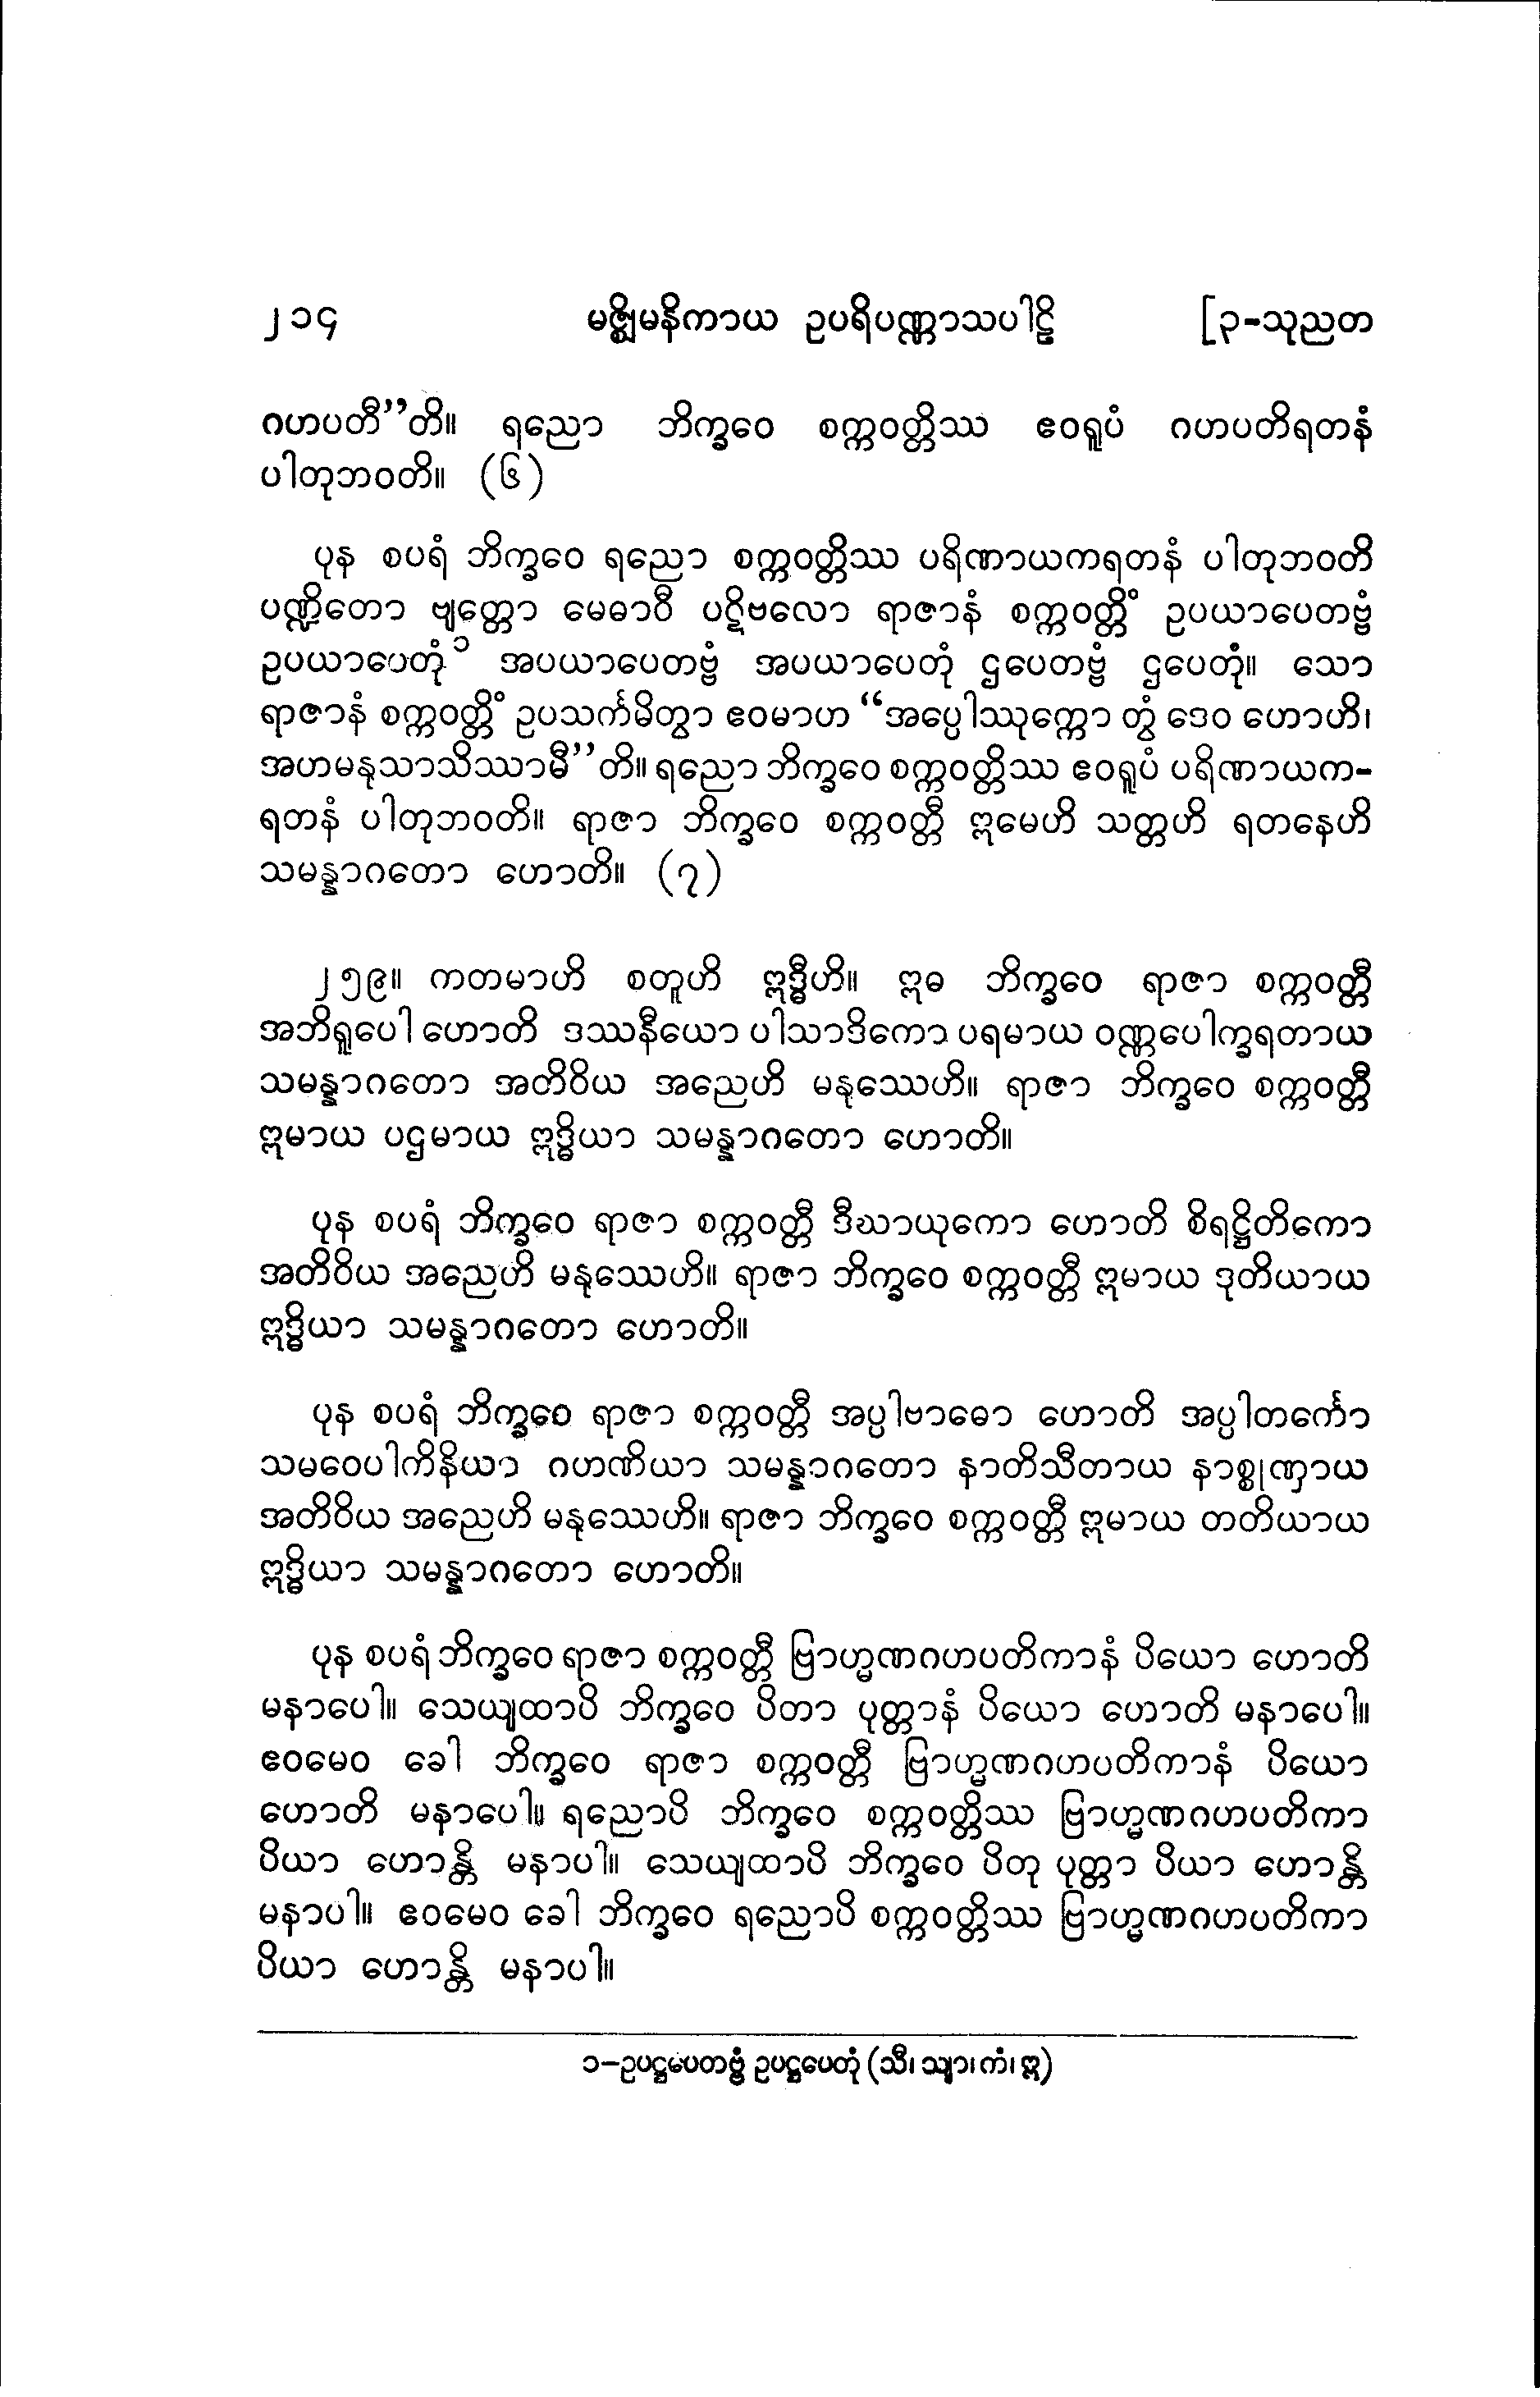 ၂၁၄ မဇ္ဈိမနိကာယ ဥပရိပဏ္ဏာသပါဠိ [၃-သုညတ
ဂဟပတီ”တိ။ ရညော ဘိက္ခဝေ စက္ကဝတ္တိဿ ဧဝရူပံ ဂဟပတိရတနံ
ပါတုဘဝတိ။ (၆)
ပုန စပရံ ဘိက္ခဝေ ရညော စက္ကဝတ္တိဿ ပရိဏာယကရတနံ ပါတုဘဝတိ
ပဏ္ဍိတော ဗျတ္တော မေဓာဝီ ပဋိဗလော ရာဇာနံ စက္ကဝတ္တိံ ဥပယာပေတဗ္ဗံ
ဥပယာပေတုံ ၁ အပယာပေတဗ္ဗံ အပယာပေတုံ ဌပေတဗ္ဗံ ဌပေတုံ။ သော
ရာဇာနံ စက္ကဝတ္တိံ ဥပသင်္ကမိတွာ ဧဝမာဟ “အပ္ပေါဿုက္ကော တွံ ဒေဝ ဟောဟိ၊
အဟမနုသာသိဿာမီ”တိ။ ရညော ဘိက္ခဝေ စက္ကဝတ္တိဿ ဧဝရူပံ ပရိဏာယက-
ရတနံ ပါတုဘဝတိ။ ရာဇာ ဘိက္ခဝေ စက္ကဝတ္တီ ဣမေဟိ သတ္တဟိ ရတနေဟိ
သမန္နာဂတော ဟောတိ။ (၇)
၂၅၉။ ကတမာဟိ စတူဟိ ဣဒ္ဓီဟိ။ ဣဓ ဘိက္ခဝေ ရာဇာ စက္ကဝတ္တီ
အဘိရူပေါ ဟောတိ ဒဿနီယော ပါသာဒိကော ပရမာယ ဝဏ္ဏပေါက္ခရတာယ
သမန္နာဂတော အတိဝိယ အညေဟိ မနုဿေဟိ။ ရာဇာ ဘိက္ခဝေ စက္ကဝတ္တီ
ဣမာယ ပဌမာယ ဣဒ္ဓိယာ သမန္နာဂတော ဟောတိ။
ပုန စပရံ ဘိက္ခဝေ ရာဇာ စက္ကဝတ္တီ ဒီဃာယုကော ဟောတိ စိရဋ္ဌိတိကော
အတိဝိယ အညေဟိ မနုဿေဟိ။ ရာဇာ ဘိက္ခဝေ စက္ကဝတ္တီ ဣမာယ ဒုတိယာယ
ဣဒ္ဓိယာ သမန္နာဂတော ဟောတိ။
ပုန စပရံ ဘိက္ခဝေ ရာဇာ စက္ကဝတ္တီ အပ္ပါဗာဓော ဟောတိ အပ္ပါတင်္ကော
သမဝေပါကိနိယာ ဂဟဏိယာ သမန္နာဂတော နာတိသီတာယ နာစ္စုဏှာယ
အတိဝိယ အညေဟိ မနုဿေဟိ။ ရာဇာ ဘိက္ခဝေ စက္ကဝတ္တီ ဣမာယ တတိယာယ
ဣဒ္ဓိယာ သမန္နာဂတော ဟောတိ။
ပုန စပရံ ဘိက္ခဝေ ရာဇာ စက္ကဝတ္တီ ဗြာဟ္မဏဂဟပတိကာနံ ပိယော ဟောတိ
မနာပေါ။ သေယျထာပိ ဘိက္ခဝေ ပိတာ ပုတ္တာနံ ပိယော ဟောတိ မနာပေါ။
ဧဝမေဝ ခေါ ဘိက္ခဝေ ရာဇာ စက္ကဝတ္တီ ဗြာဟ္မဏဂဟပတိကာနံ ပိယော
ဟောတိ မနာပေါ။ ရညောပိ ဘိက္ခဝေ စက္ကဝတ္တိဿ ဗြာဟ္မဏဂဟပတိကာ
ပိယာ ဟောန္တိ မနာပါ။ သေယျထာပိ ဘိက္ခဝေ ပိတု ပုတ္တာ ပိယာ ဟောန္တိ
မနာပါ။ ဧဝမေဝ ခေါ ဘိက္ခဝေ ရညောပိ စက္ကဝတ္တိဿ ဗြာဟ္မဏဂဟပတိကာ
ပိယာ ဟောန္တိ မနာပါ။
၁-ဥပဋ္ဌပေတဗ္ဗံ ဥပဋ္ဌပေတုံ (သီ၊ သျာ၊ ကံ၊ ဣ)